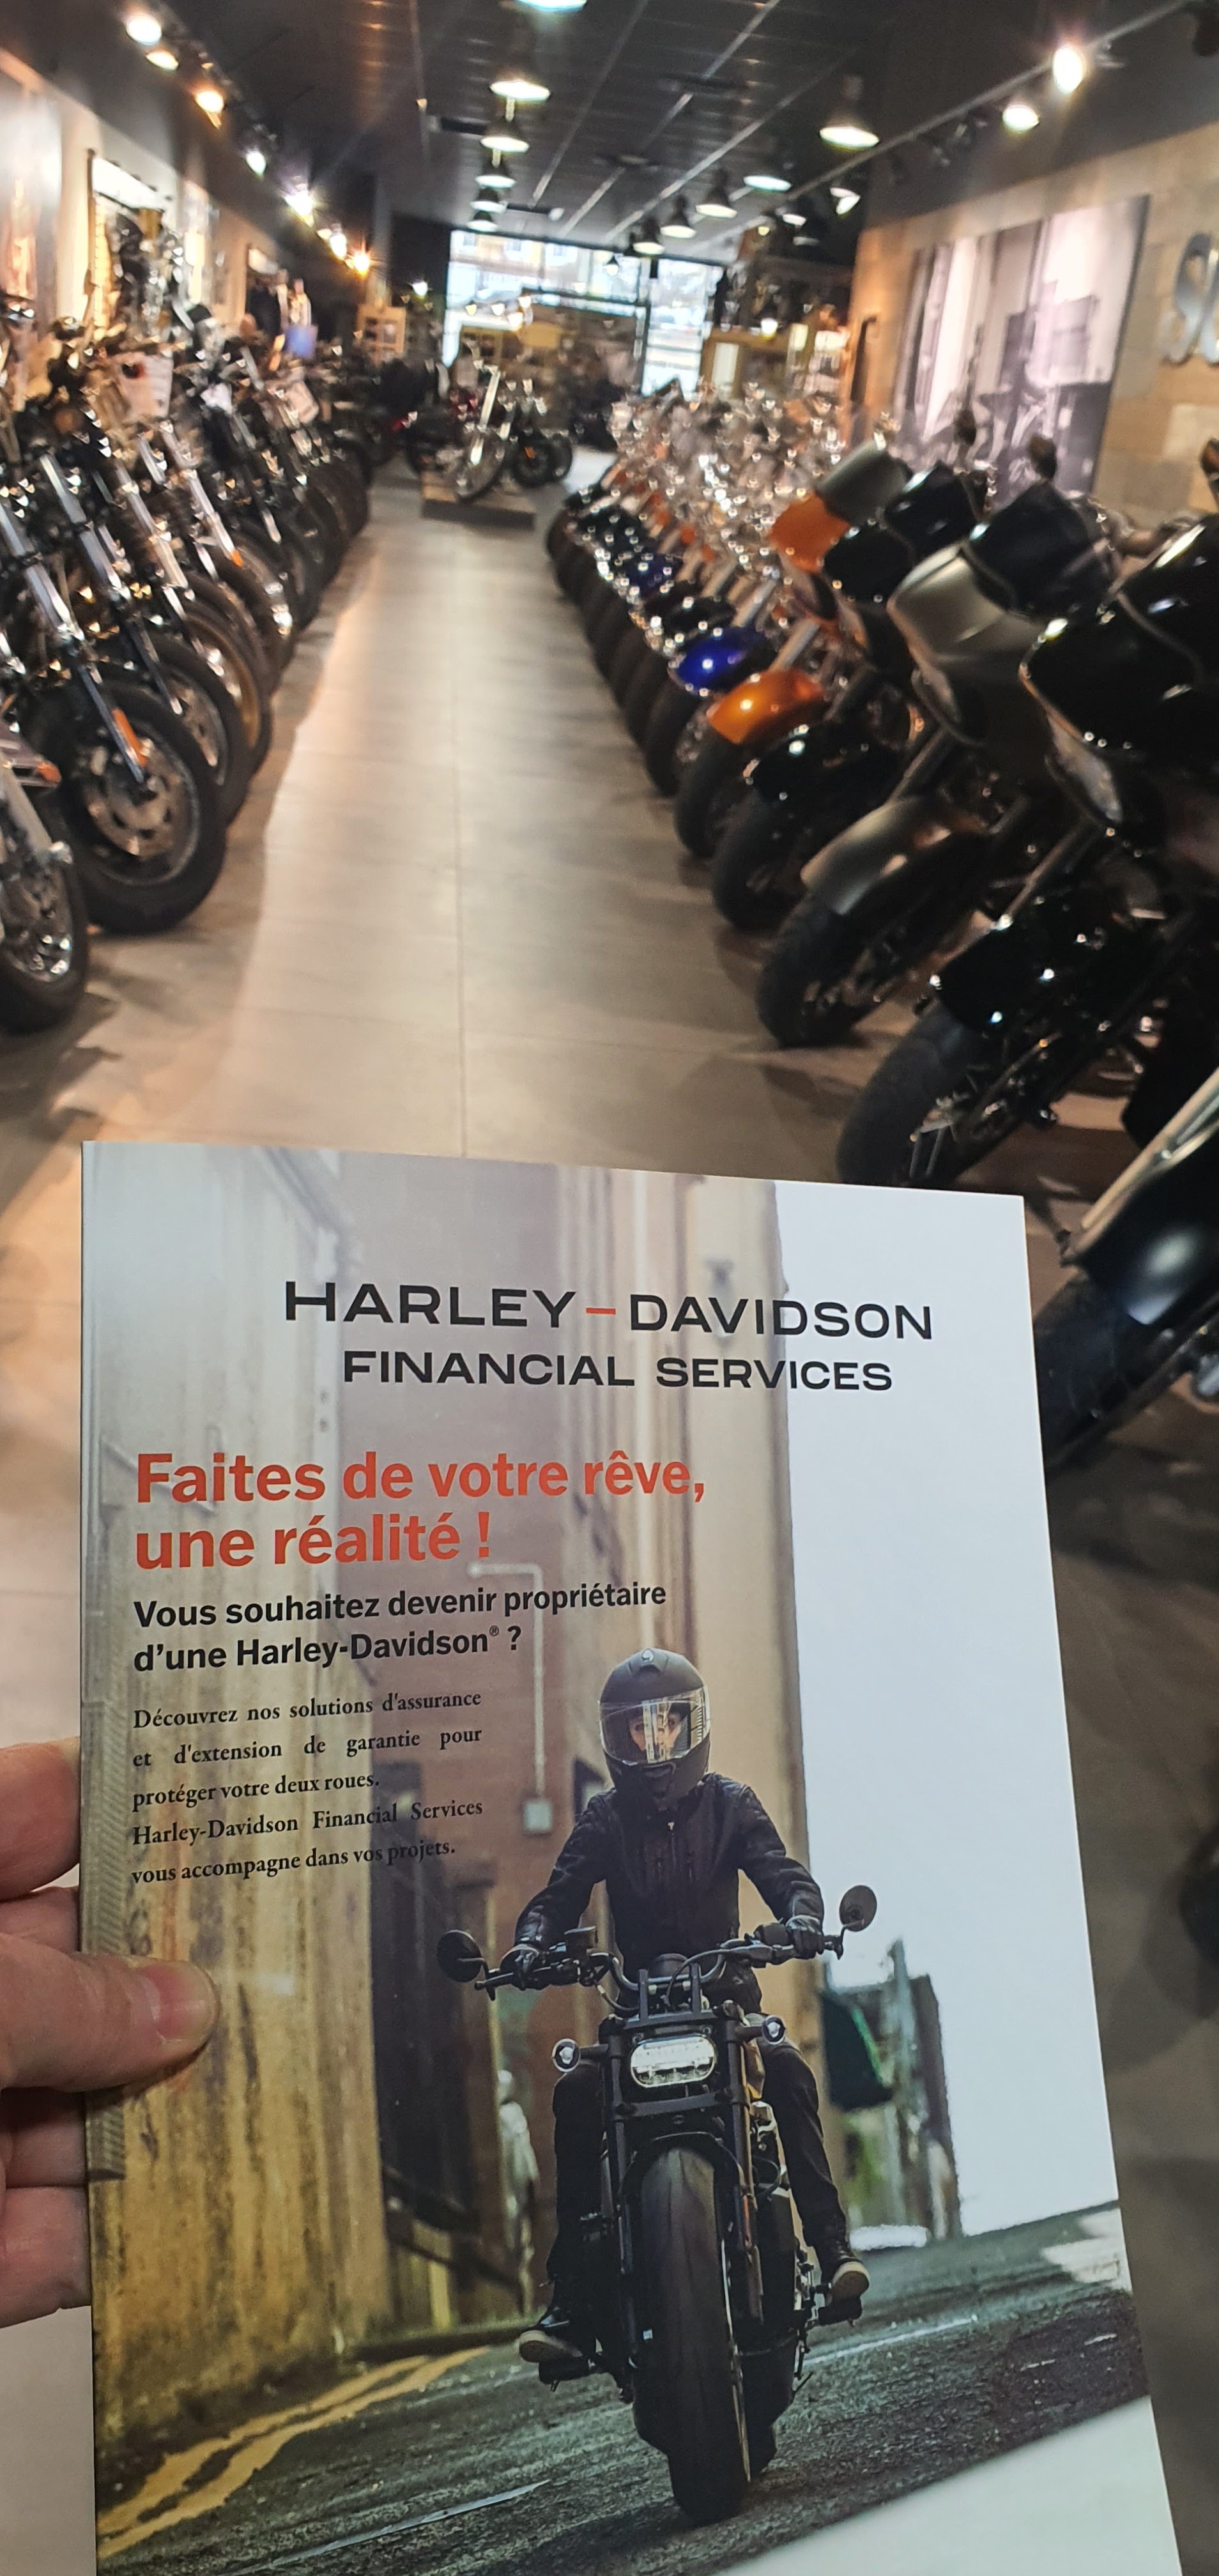 HARLEY-DAVIDSON
FINANCIAL SERVICES
Faites de votre rêve,
une réalité !
Vous souhaitez devenir propriétaire
d'une Harley-Davidson® ?
Découvrez nos solutions d'assurance
et d'extension de garantie pour
protéger votre deux roues.
Harley-Davidson Financial Services
vous accompagne dans vos projets.